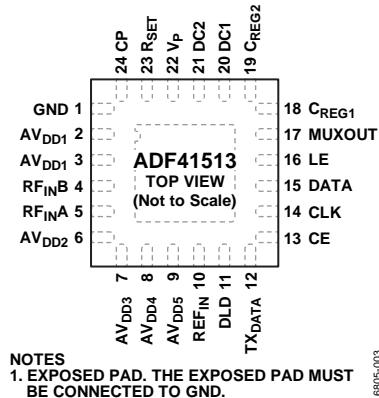 24 CP
23 RSET
22 VP
21 DC2
20 DC1
19 CREG2
GND 1
AVDD1 2
AVDD1 3
RFINB 4
RFINA 5
AVDD2 6
ADF41513
TOP VIEW
(Not to Scale)
18 CREG1
17 MUXOUT
16 LE
15 DATA
14 CLK
13 CE
AVDD3 7
AVDD4 8
AVDD5 9
REFIN 10
DLD 11
TXDATA 12
NOTES
1. EXPOSED PAD. THE EXPOSED PAD MUST
BE CONNECTED TO GND.
6805-003